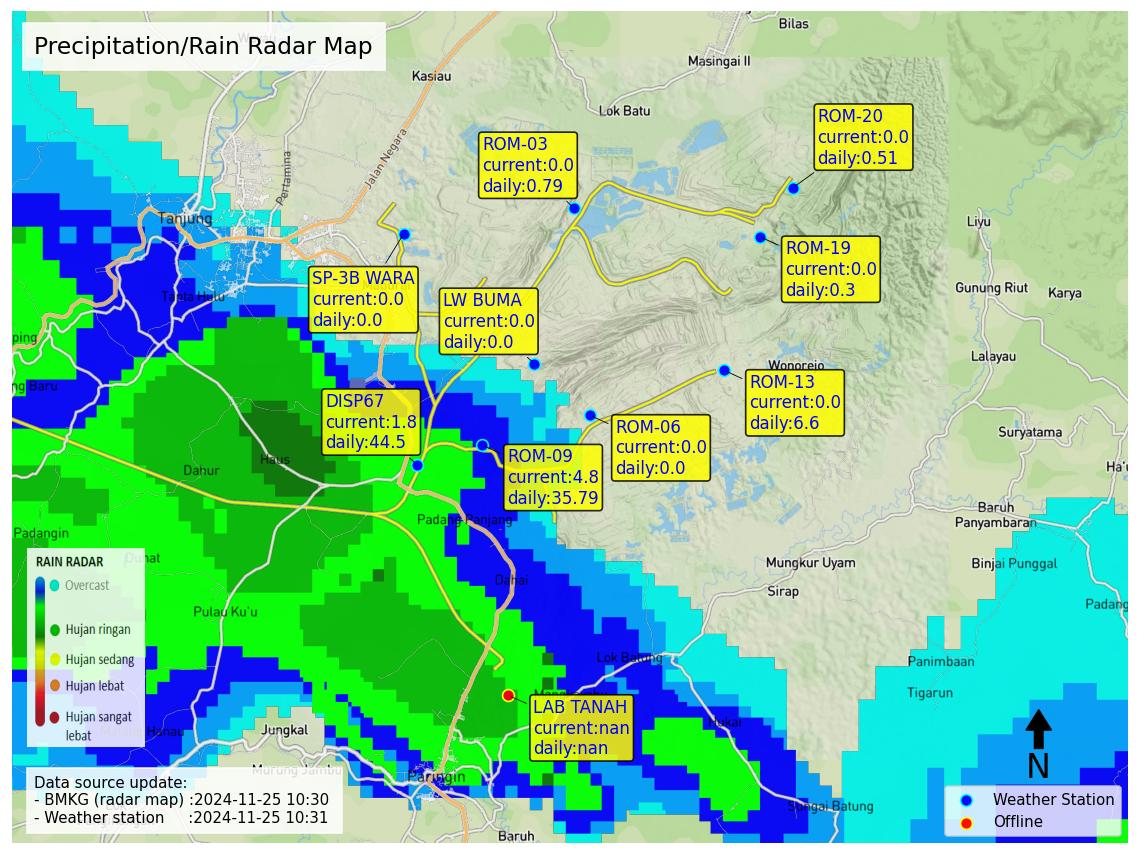 Precipitation/Rain Radar Map
Bilas
Masingai II
Kasiau
Lok Batu
Jalan Negara
Pertamina
ROM-20
current:0.0
daily:0.51
ROM-03
current:0.0
daily:0.79
Tanjung
Liyu
ROM-19
current:0.0
daily:0.3
SP-3B WARA
current:0.0
daily:0.0
LW BUMA
current:0.0
daily:0.0
Tanta Hulu
Gunung Riut
Karya
ping
Lalayau
Wonorejo
ng Baru
ROM-13
current:0.0
daily:6.6
DISP67
current:1.8
daily:44.5
ROM-06
current:0.0
daily:0.0
Suryatama
Haus
Dahur
ROM-09
current:4.8
daily:35.79
Ha'u
Baruh
Panyambaran
Padang Panjang
Padangin
Mungkur Uyam
Binjai Punggal
Dahai
Sirap
Padang
Pulau Ku'u
RAIN RADAR
Overcast
Hujan ringan
Hujan sedang
Hujan lebat
Hujan sangat
lebat
Lok Batung
Panimbaan
Tigarun
LAB TANAH
current:nan
daily:nan
Hukai
Hanau
Jungkal
Murung Jambu
Paringin
N
Sungai Batung
Baruh
Data source update:
- BMKG (radar map) :2024-11-25 10:30
- Weather station :2024-11-25 10:31
Weather Station
Offline